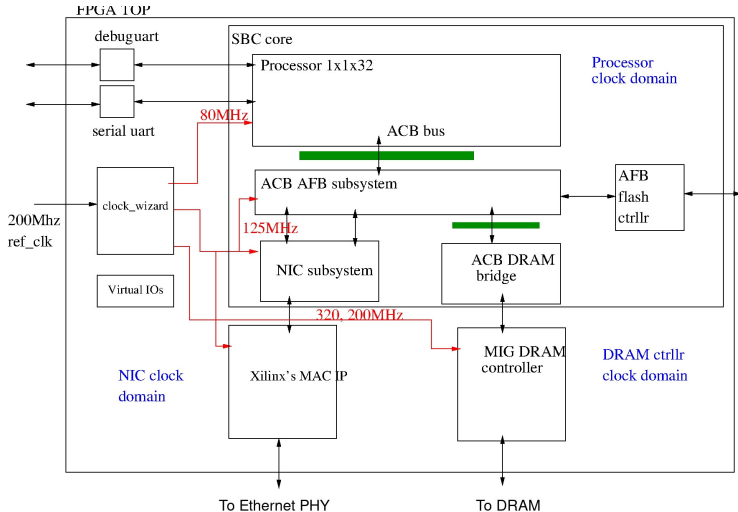 FPGA TOP
debuguart
SBC core
Processor 1x1x32
Processor
clock domain
80MHz
ACB bus
serial uart
ACB AFB subsystem
AFB
flash
ctrllr
clock_wizard
200Mhz
ref_clk
125MHz
NIC subsystem
ACB DRAM
bridge
Virtual IOs
320, 200MHz
MIG DRAM
controller
DRAM ctrllr
clock domain
NIC clock
domain
Xilinx's MAC IP
To Ethernet PHY
To DRAM